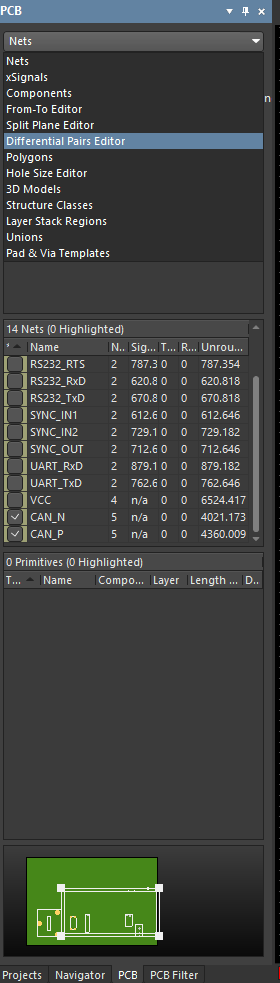 PCB
Nets
n
Nets
xSignals
Components
From-To Editor
Split Plane Editor
Differential Pairs Editor
Polygons
Hole Size Editor
3D Models
Structure Classes
Layer Stack Regions
Unions
Pad & Via Templates
14 Nets (0 Highlighted)
* Name N.. Sig... T... R... Unrou...
RS232_RTS 2 787.3 0 0 787.354
RS232_RxD 2 620.8 0 0 620.818
RS232_TxD 2 670.8 0 0 670.818
SYNC_IN1 2 612.6 0 0 612.646
SYNC_IN2 2 729.1 0 0 729.182
SYNC_OUT 2 712.6 0 0 712.646
UART_RxD 2 879.1 0 0 879.182
UART_TxD 2 762.6 0 0 762.646
VCC 4 n/a 0 0 6524.417
CAN_N 5 n/a 0 0 4021.173
CAN_P 5 n/a 0 0 4360.009
0 Primitives (0 Highlighted)
T... Name Compo... Layer Length ... D..
Projects Navigator PCB PCB Filter